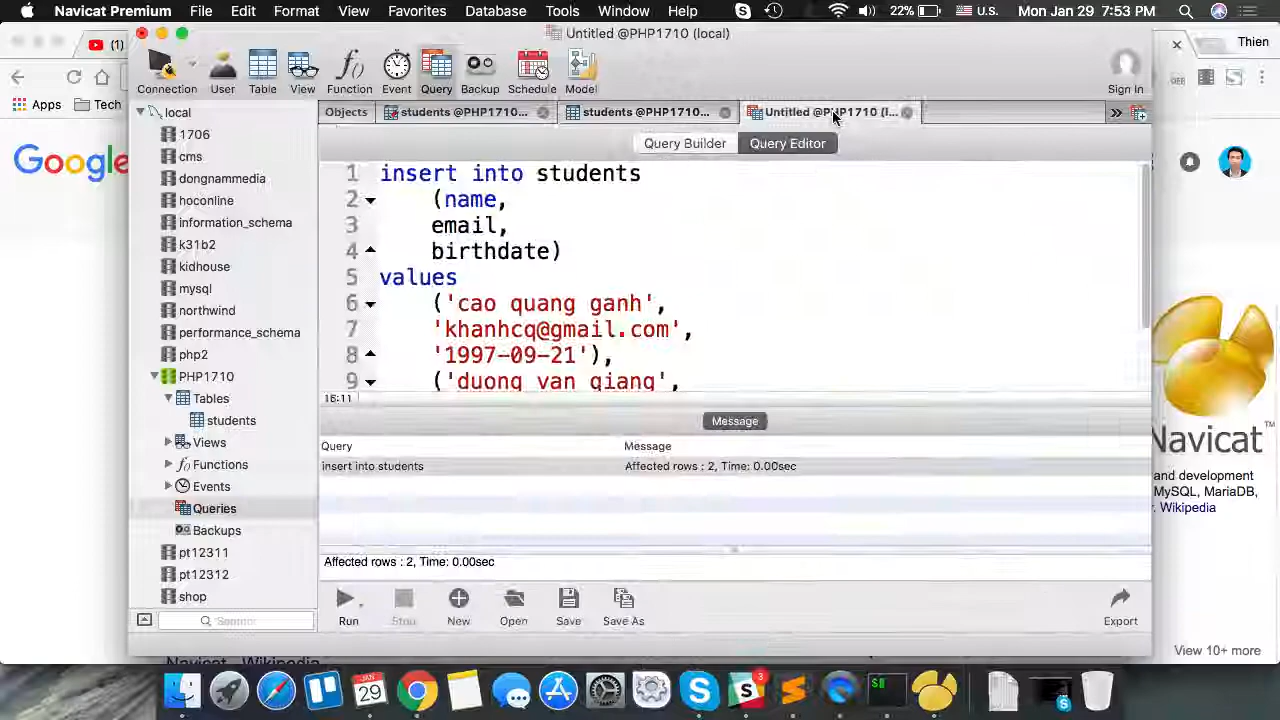 Navicat Premium File Edit Format View Favorites Database Tools Window Help 22% U.S. Mon Jan 29 7:53 PM
Untitled @PHP1710 (local)
(1)
Thien
Connection User Table View Function Event Query Backup Schedule Model Sign In
Apps Tech
Objects students @PHP1710... students @PHP1710... Untitled @PHP1710 (l...
Query Builder Query Editor
Google
local
1706
cms
dongnammedia
hoconline
information_schema
k31b2
kidhouse
mysql
northwind
performance_schema
php2
PHP1710
Tables
students
Views
Functions
Events
Queries
Backups
pt12311
pt12312
shop
1 insert into students
2 (name,
3 email,
4 birthdate)
5 values
6 ('cao quang ganh',
7 'khanhcq@gmail.com',
8 '1997-09-21'),
9 ('duong van giang',
16:11
Message
Query Message
insert into students Affected rows : 2, Time: 0.00sec
Affected rows : 2, Time: 0.00sec
Run Stop New Open Save Save As Export
Navicat™
and development
MySQL, MariaDB,
Wikipedia
View 10+ more
Navicat - Wikipedia
JAN
29
3
$#